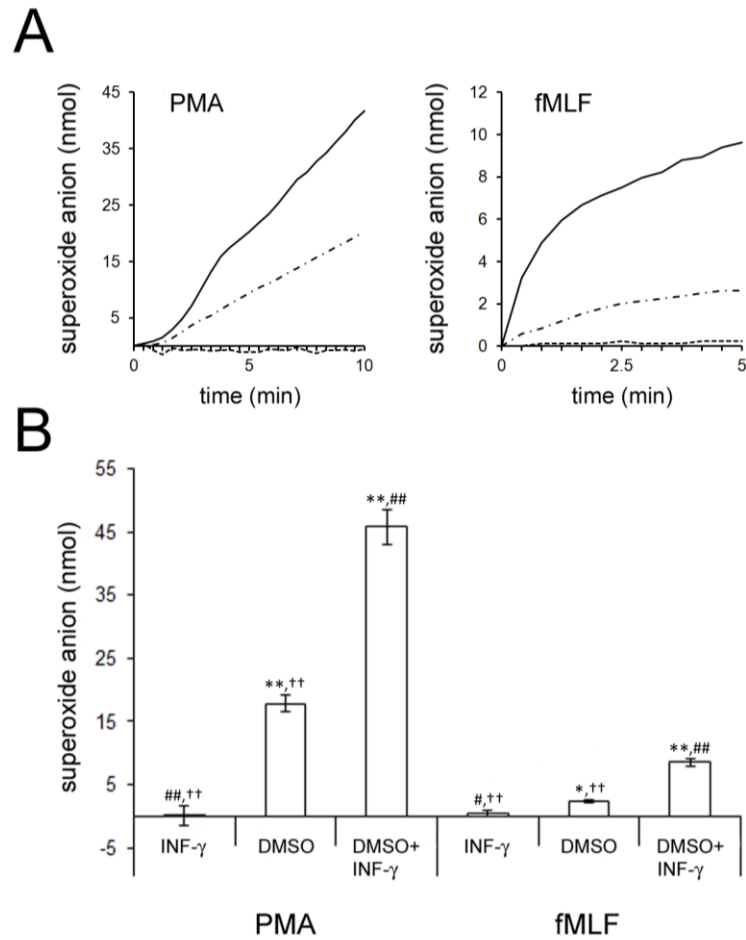 A
PMA
superoxide anion (nmol)
45
35
25
15
5
0
5
10
time (min)
fMLF
superoxide anion (nmol)
12
10
8
6
4
2
0
0
2.5
5
time (min)
B
superoxide anion (nmol)
55
45
35
25
15
5
-5
##,††
**,††
**,##
#,††
*,††
**,##
INF-γ
DMSO
DMSO+
INF-γ
INF-γ
DMSO
DMSO+
INF-γ
PMA
fMLF